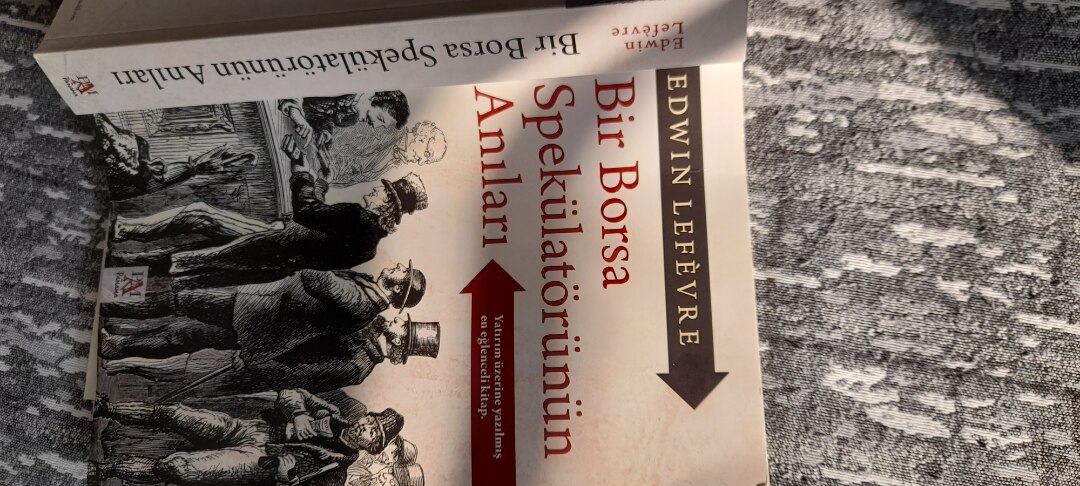 Edwin
Lefèvre
Bir Borsa Spekülatörünün Anıları
EDWIN LEFÈVRE
Bir Borsa
Spekülatörünün
Anıları
Yatırım üzerine yazılmış
en eğlenceli kitap.